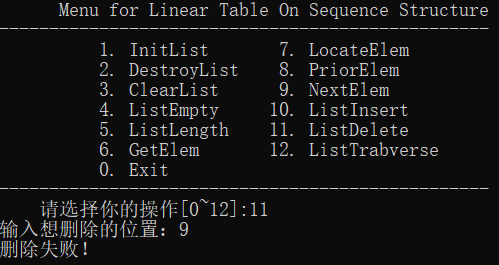 Menu for Linear Table On Sequence Structure
-------------------------------------------------
1. InitList 7. LocateElem
2. DestroyList 8. PriorElem
3. ClearList 9. NextElem
4. ListEmpty 10. ListInsert
5. ListLength 11. ListDelete
6. GetElem 12. ListTrabverse
0. Exit
-------------------------------------------------
请选择你的操作[0~12]:11
输入想删除的位置：9
删除失败！